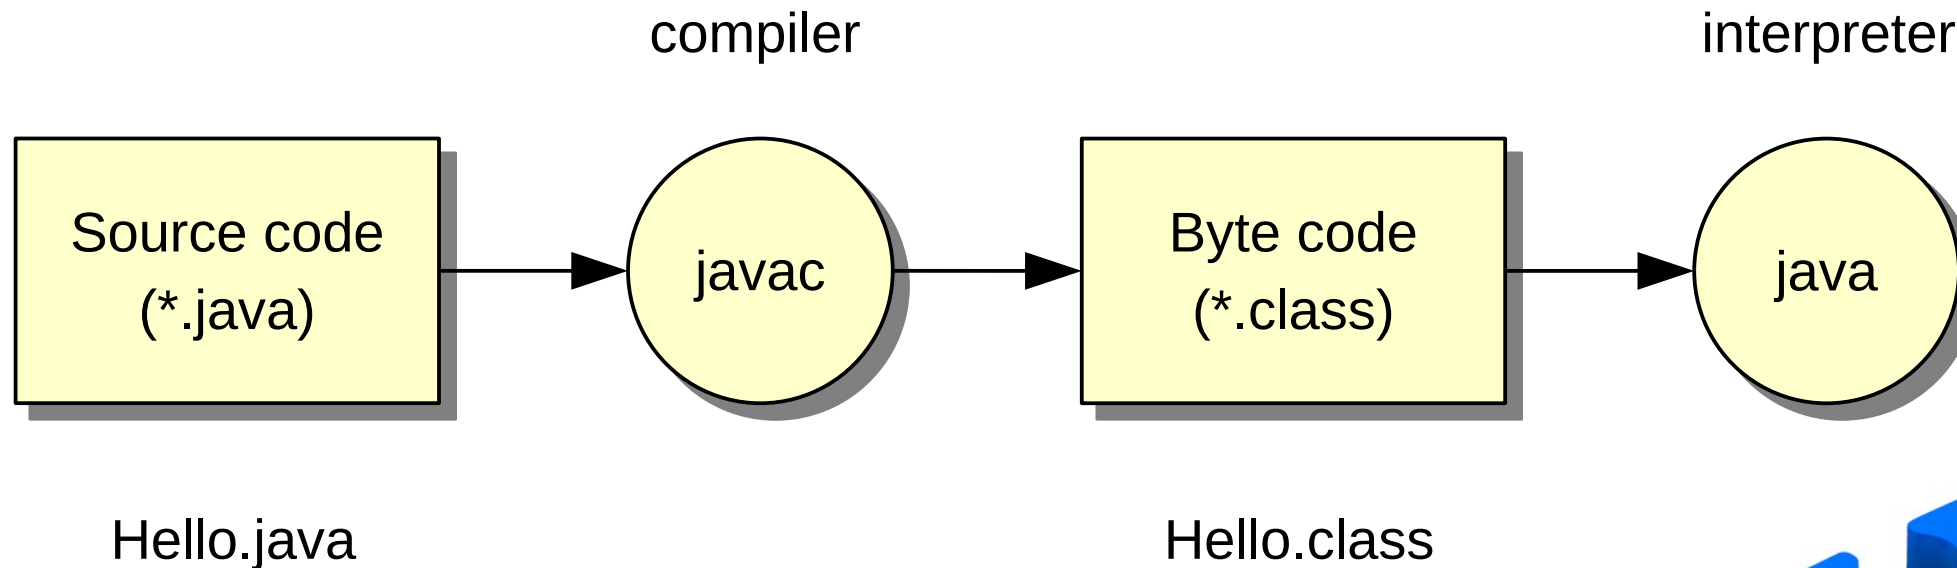 compiler
interpreter
Source code
(*.java)
javac
Byte code
(*.class)
java
Hello.java
Hello.class